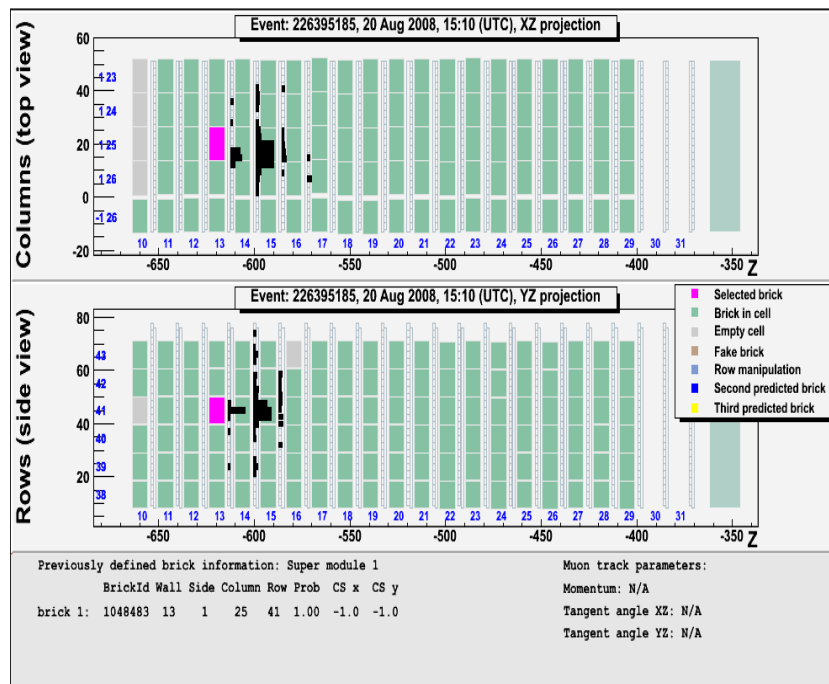 Event: 226395185, 20 Aug 2008, 15:10 (UTC), XZ projection
Columns (top view)
60
40
20
0
-20
1 23
1 24
1 25
1 26
-1 26
10 11 12 13 14 15 16 17 18 19 20 21 22 23 24 25 26 27 28 29 30 31
-650 -600 -550 -500 -450 -400 -350 Z
Event: 226395185, 20 Aug 2008, 15:10 (UTC), YZ projection
Rows (side view)
80
60
40
20
43
42
41
40
39
38
10 11 12 13 14 15 16 17 18 19 20 21 22 23 24 25 26 27 28 29 30 31
-650 -600 -550 -500 -450 -400 -350 Z
Selected brick
Brick in cell
Empty cell
Fake brick
Row manipulation
Second predicted brick
Third predicted brick
Previously defined brick information: Super module 1
BrickId Wall Side Column Row Prob CS x CS y
brick 1: 1048483 13 1 25 41 1.00 -1.0 -1.0
Muon track parameters:
Momentum: N/A
Tangent angle XZ: N/A
Tangent angle YZ: N/A